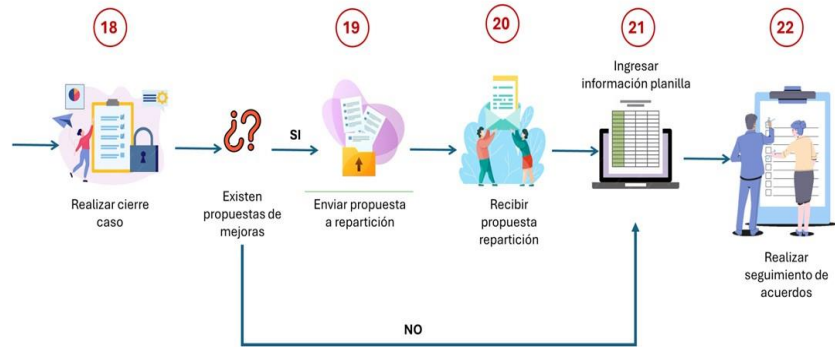 18
19
20
21
22
Ingresar
información planilla
¿?
SI
Realizar cierre
caso
Existen
propuestas de
mejoras
Enviar propuesta
a repartición
Recibir
propuesta
repartición
Realizar
seguimiento de
acuerdos
NO